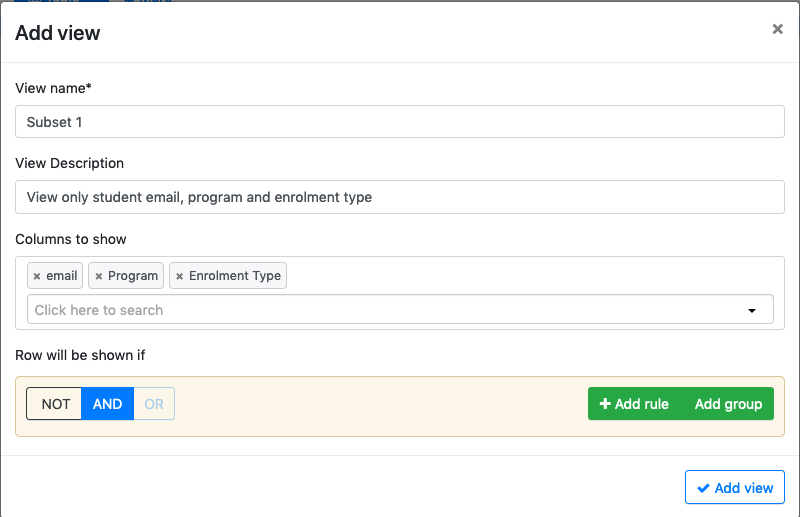 Add view
×
View name*
Subset 1
View Description
View only student email, program and enrolment type
Columns to show
× email × Program × Enrolment Type
Click here to search
Row will be shown if
NOT AND OR + Add rule Add group
Add view